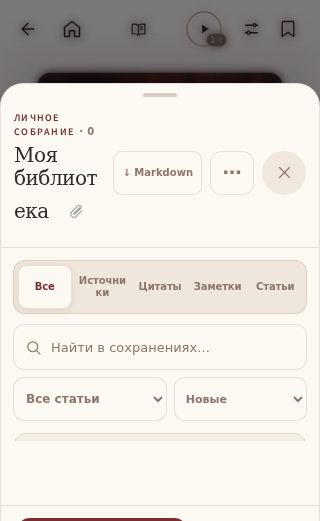 ЛИЧНОЕ
СОБРАНИЕ · 0
Моя
библиот
ека
↓ Markdown
...
Все
Источни
ки
Цитаты
Заметки
Статьи
Найти в сохранениях...
Все статьи
Новые